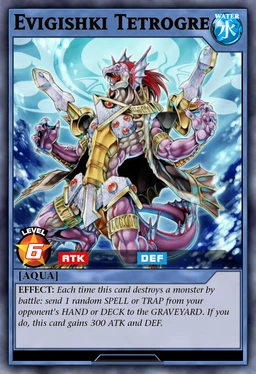 EVIGISHKI TETROGRE
WATER
水
LEVEL
6
ATK
DEF
[AQUA]
EFFECT: Each time this card destroys a monster by
battle: send 1 random SPELL or TRAP from your
opponent's HAND or DECK to the GRAVEYARD. If you
do, this card gains 300 ATK and DEF.